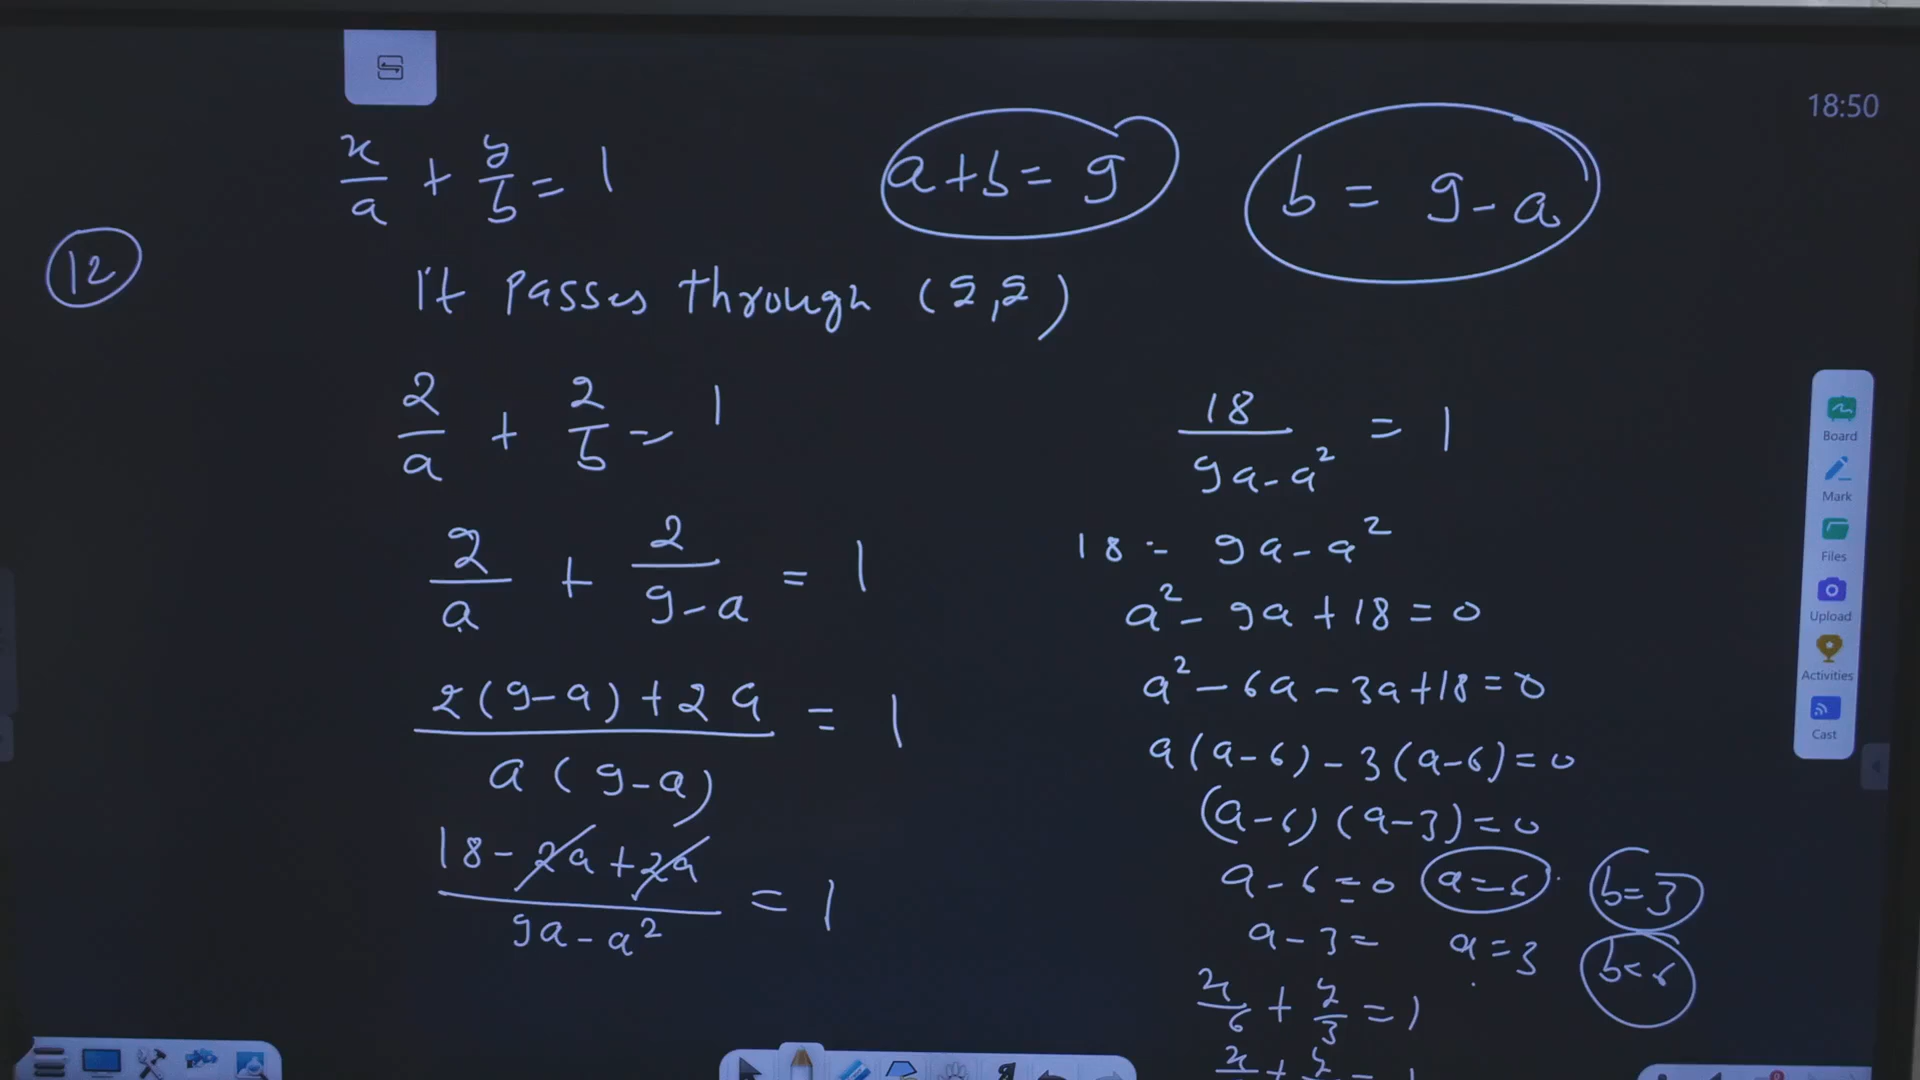 18:50
x/a + y/b = 1
a+b = 9
b = 9-a
12
it passes through (2,2)
2/a + 2/b = 1
2/a + 2/(9-a) = 1
(2(9-a)+2a)/(a(9-a)) = 1
(18-2a+2a)/(9a-a²) = 1
18/(9a-a²) = 1
18 = 9a-a²
a²-9a+18=0
a²-6a-3a+18=0
a(a-6)-3(a-6)=0
(a-6)(a-3)=0
a-6=0 a=6 b=3
a-3= a=3
x/6 + y/3 = 1
Board
Mark
Files
Upload
Activities
Cast